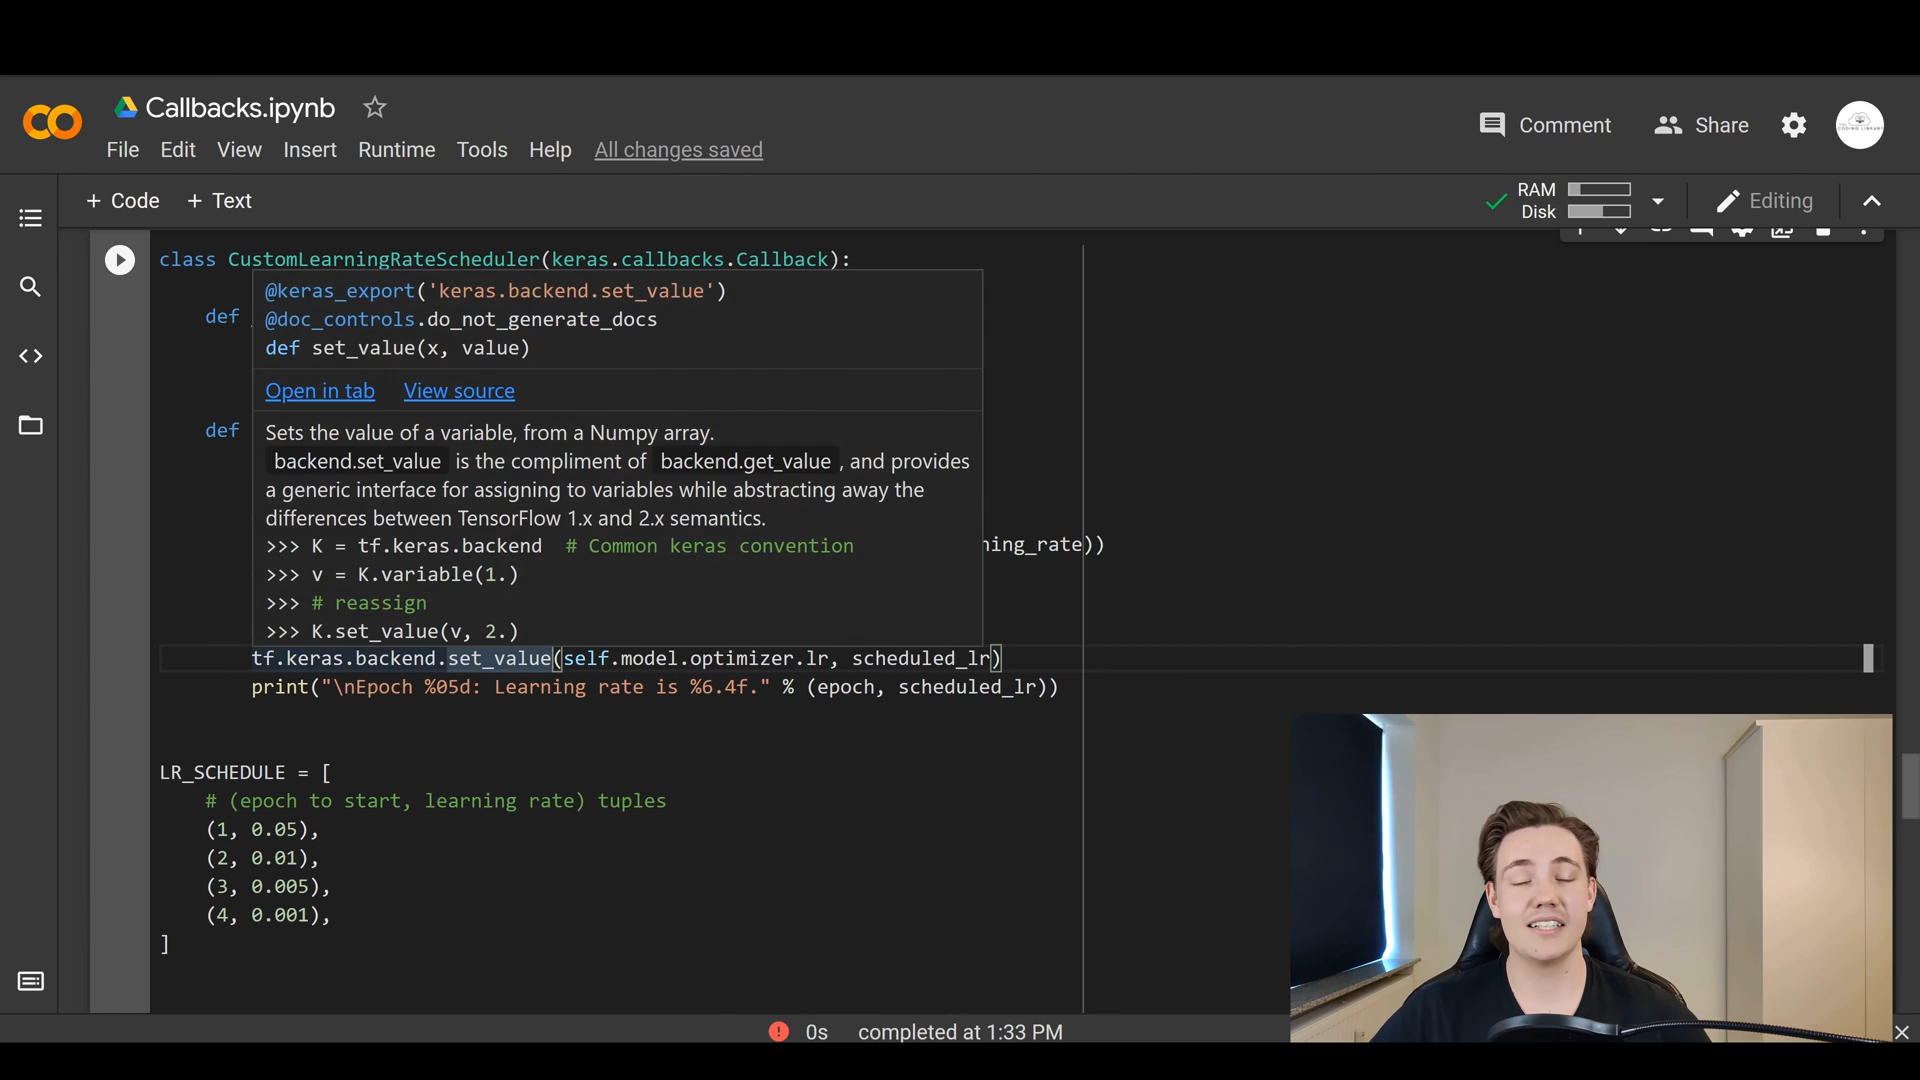 Callbacks.ipynb
File Edit View Insert Runtime Tools Help All changes saved
Comment Share
CODING LIBRARY
+ Code + Text
RAM
Disk
Editing
class CustomLearningRateScheduler(keras.callbacks.Callback):
@keras_export('keras.backend.set_value')
def
@doc_controls.do_not_generate_docs
def set_value(x, value)
Open in tab View source
def
Sets the value of a variable, from a Numpy array.
backend.set_value is the compliment of backend.get_value , and provides
a generic interface for assigning to variables while abstracting away the
differences between TensorFlow 1.x and 2.x semantics.
>>> K = tf.keras.backend # Common keras convention
ning_rate))
>>> v = K.variable(1.)
>>> # reassign
>>> K.set_value(v, 2.)
tf.keras.backend.set_value(self.model.optimizer.lr, scheduled_lr)
print("\nEpoch %05d: Learning rate is %6.4f." % (epoch, scheduled_lr))
LR_SCHEDULE = [
# (epoch to start, learning rate) tuples
(1, 0.05),
(2, 0.01),
(3, 0.005),
(4, 0.001),
]
0s completed at 1:33 PM